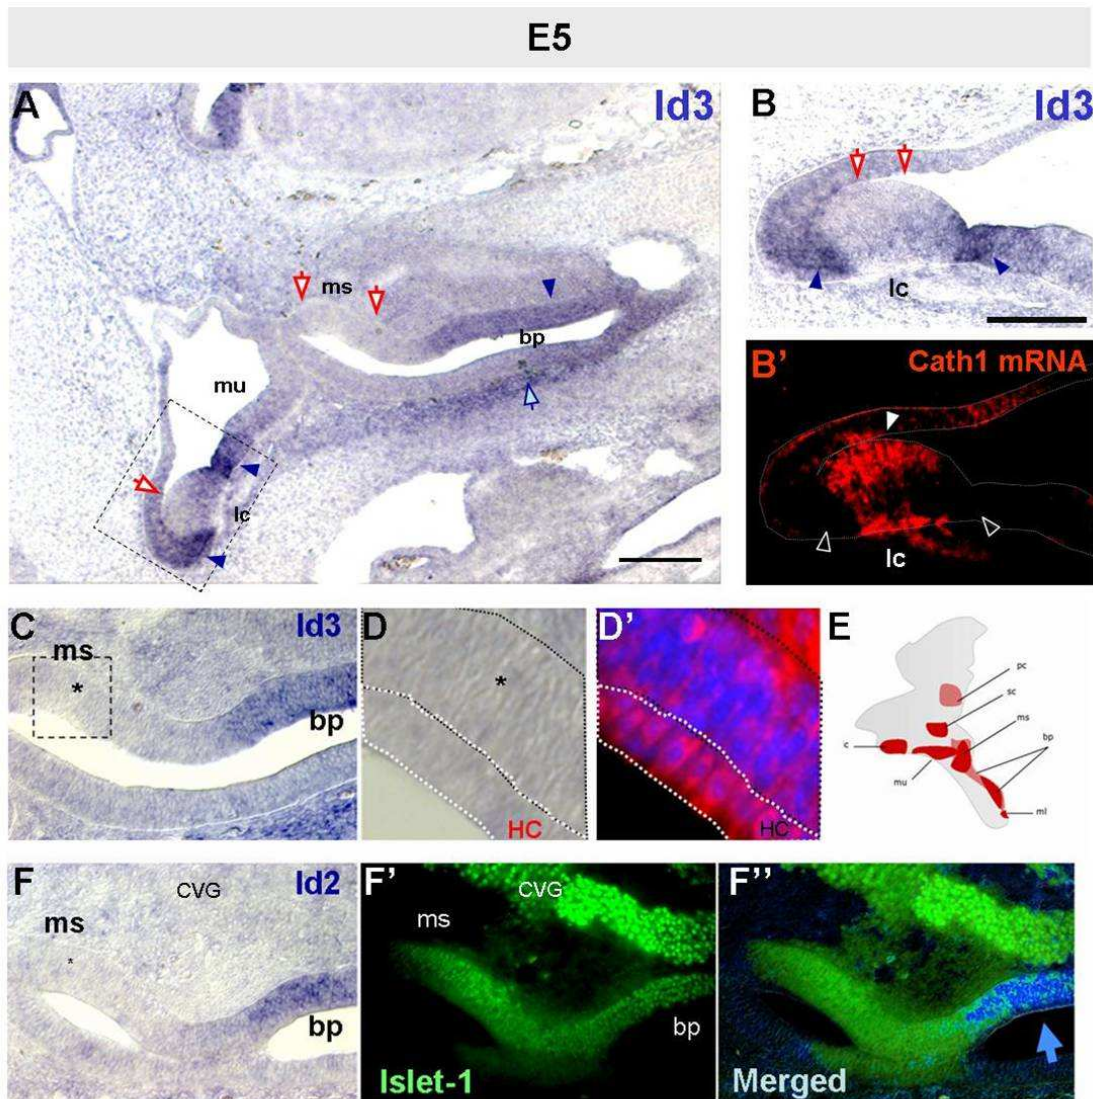 E5
A Id3
ms
bp
mu
lc
B Id3
lc
B' Cath1 mRNA
lc
C Id3
ms
*
bp
D
*
HC
D'
HC
E
pc
sc
ms
bp
c
mu
ml
F CVG Id2
ms
*
bp
F' CVG
ms
bp
Islet-1
F''
Merged